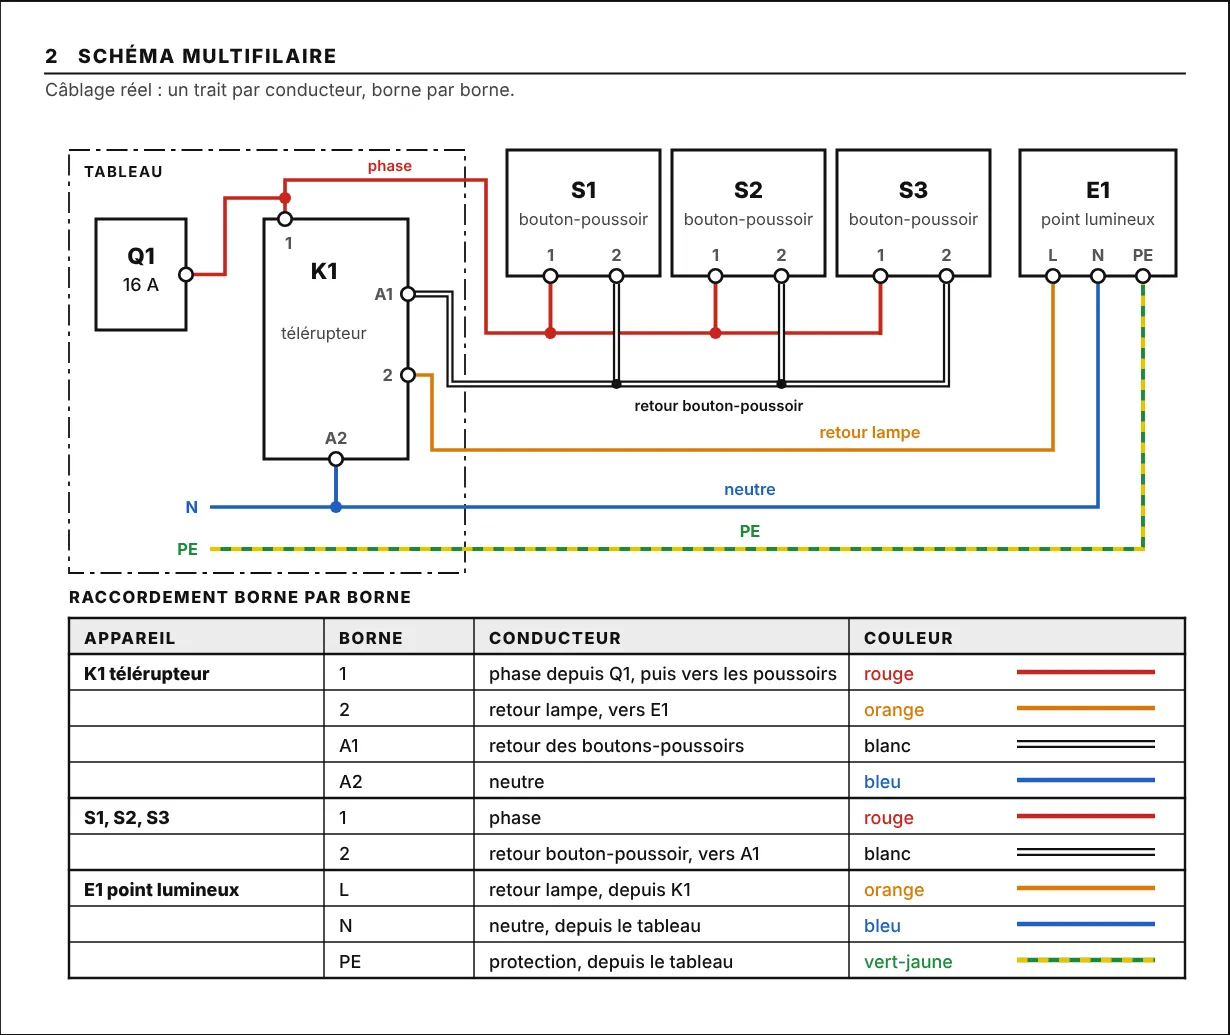 2 SCHÉMA MULTIFILAIRE
Câblage réel : un trait par conducteur, borne par borne.
TABLEAU
phase
Q1
16 A
1
K1
télérupteur
A1
2
A2
S1
bouton-poussoir
1 2
S2
bouton-poussoir
1 2
S3
bouton-poussoir
1 2
E1
point lumineux
L N PE
retour bouton-poussoir
retour lampe
neutre
N
PE
PE
RACCORDEMENT BORNE PAR BORNE
APPAREIL BORNE CONDUCTEUR COULEUR
K1 télérupteur 1 phase depuis Q1, puis vers les poussoirs rouge
2 retour lampe, vers E1 orange
A1 retour des boutons-poussoirs blanc
A2 neutre bleu
S1, S2, S3 1 phase rouge
2 retour bouton-poussoir, vers A1 blanc
E1 point lumineux L retour lampe, depuis K1 orange
N neutre, depuis le tableau bleu
PE protection, depuis le tableau vert-jaune